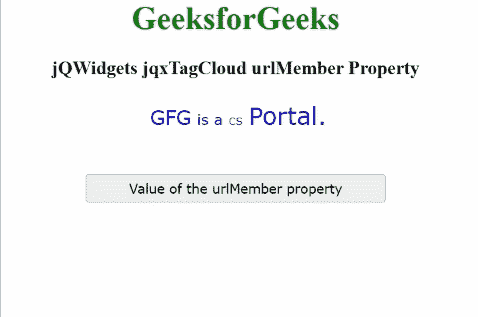 GeeksforGeeks
jQWidgets jqxTagCloud urlMember Property
GFG is a cs Portal.
Value of the urlMember property